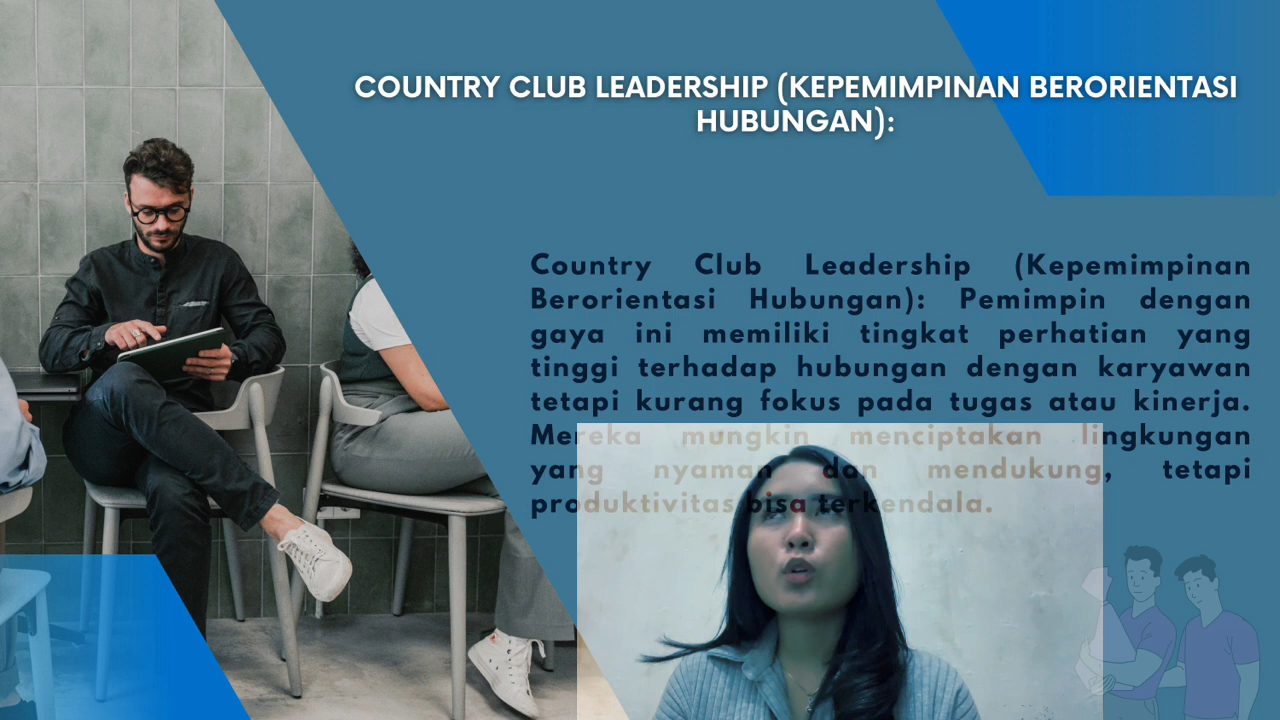 COUNTRY CLUB LEADERSHIP (KEPEMIMPINAN BERORIENTASI
HUBUNGAN):
Country Club Leadership (Kepemimpinan
Berorientasi Hubungan): Pemimpin dengan
gaya ini memiliki tingkat perhatian yang
tinggi terhadap hubungan dengan karyawan
tetapi kurang fokus pada tugas atau kinerja.
Mereka mungkin menciptakan lingkungan
yang nyaman dan mendukung, tetapi
produktivitas bisa terkendala.